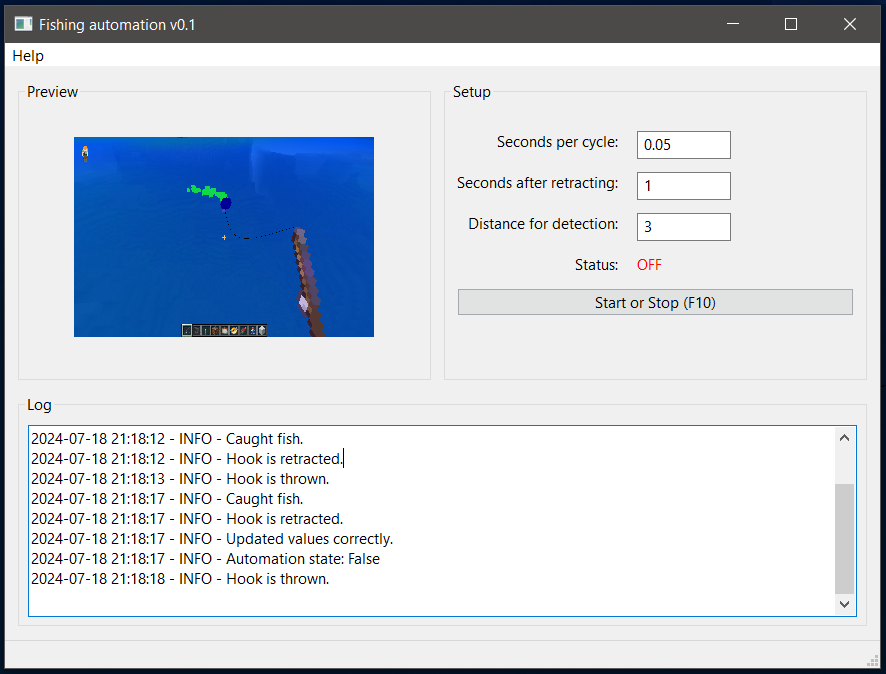 Fishing automation v0.1
Help
Preview
Setup
Seconds per cycle: 0.05
Seconds after retracting: 1
Distance for detection: 3
Status: OFF
Start or Stop (F10)
Log
2024-07-18 21:18:12 - INFO - Caught fish.
2024-07-18 21:18:12 - INFO - Hook is retracted.
2024-07-18 21:18:13 - INFO - Hook is thrown.
2024-07-18 21:18:17 - INFO - Caught fish.
2024-07-18 21:18:17 - INFO - Hook is retracted.
2024-07-18 21:18:17 - INFO - Updated values correctly.
2024-07-18 21:18:17 - INFO - Automation state: False
2024-07-18 21:18:18 - INFO - Hook is thrown.